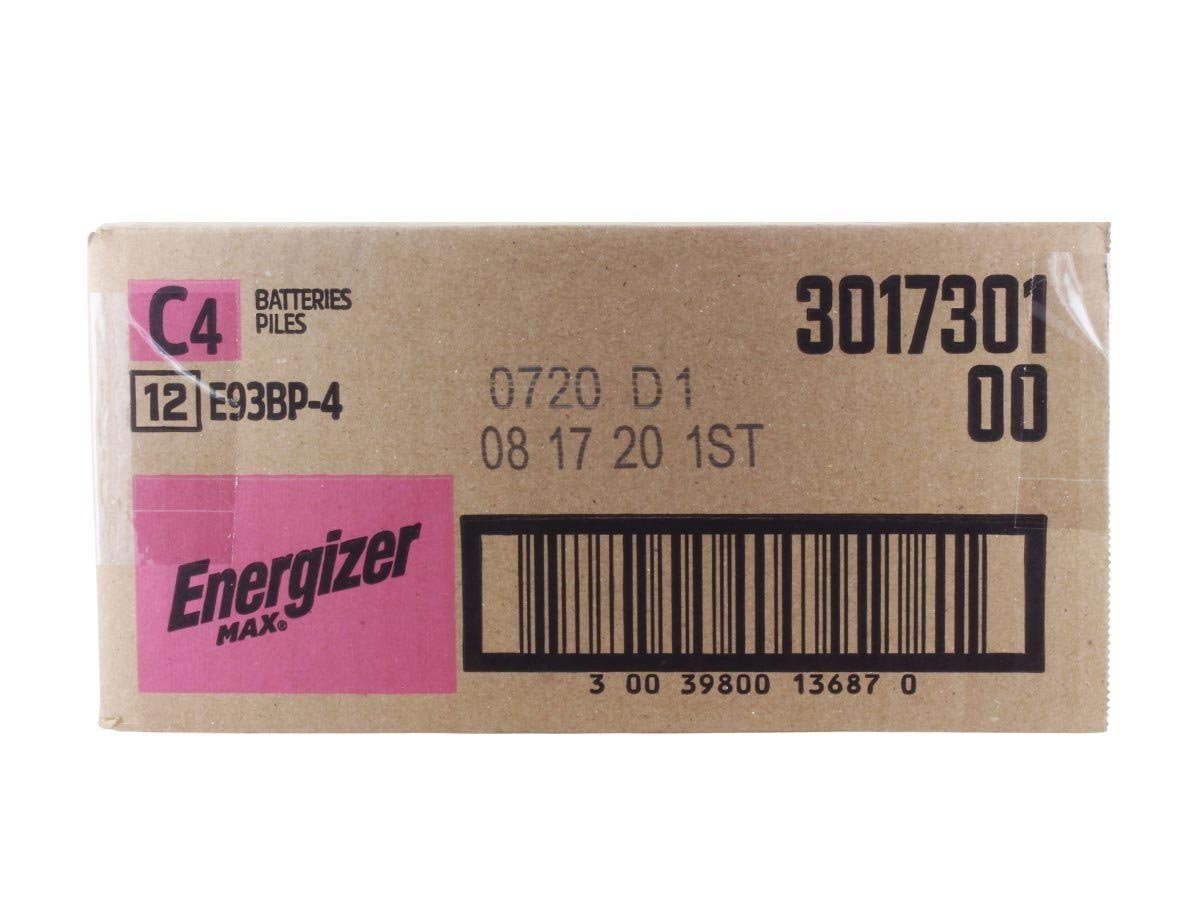 C4
BATTERIES
PILES
12 E93BP-4
3017301
00
0720 D1
08 17 20 1ST
Energizer
MAX®
3 00 39800 13687 0